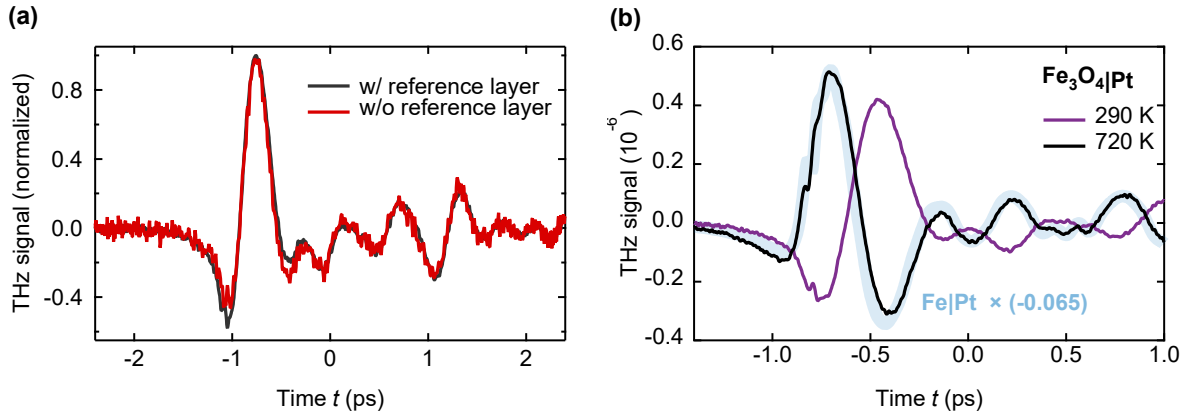 (a)
THz signal (normalized)
0.8
0.4
0.0
-0.4
w/ reference layer
w/o reference layer
-2
-1
0
1
2
Time t (ps)
(b)
THz signal (10⁻⁶)
0.6
0.4
0.2
0.0
-0.2
-0.4
Fe₃O₄|Pt
290 K
720 K
Fe|Pt × (-0.065)
-1.0
-0.5
0.0
0.5
1.0
Time t (ps)